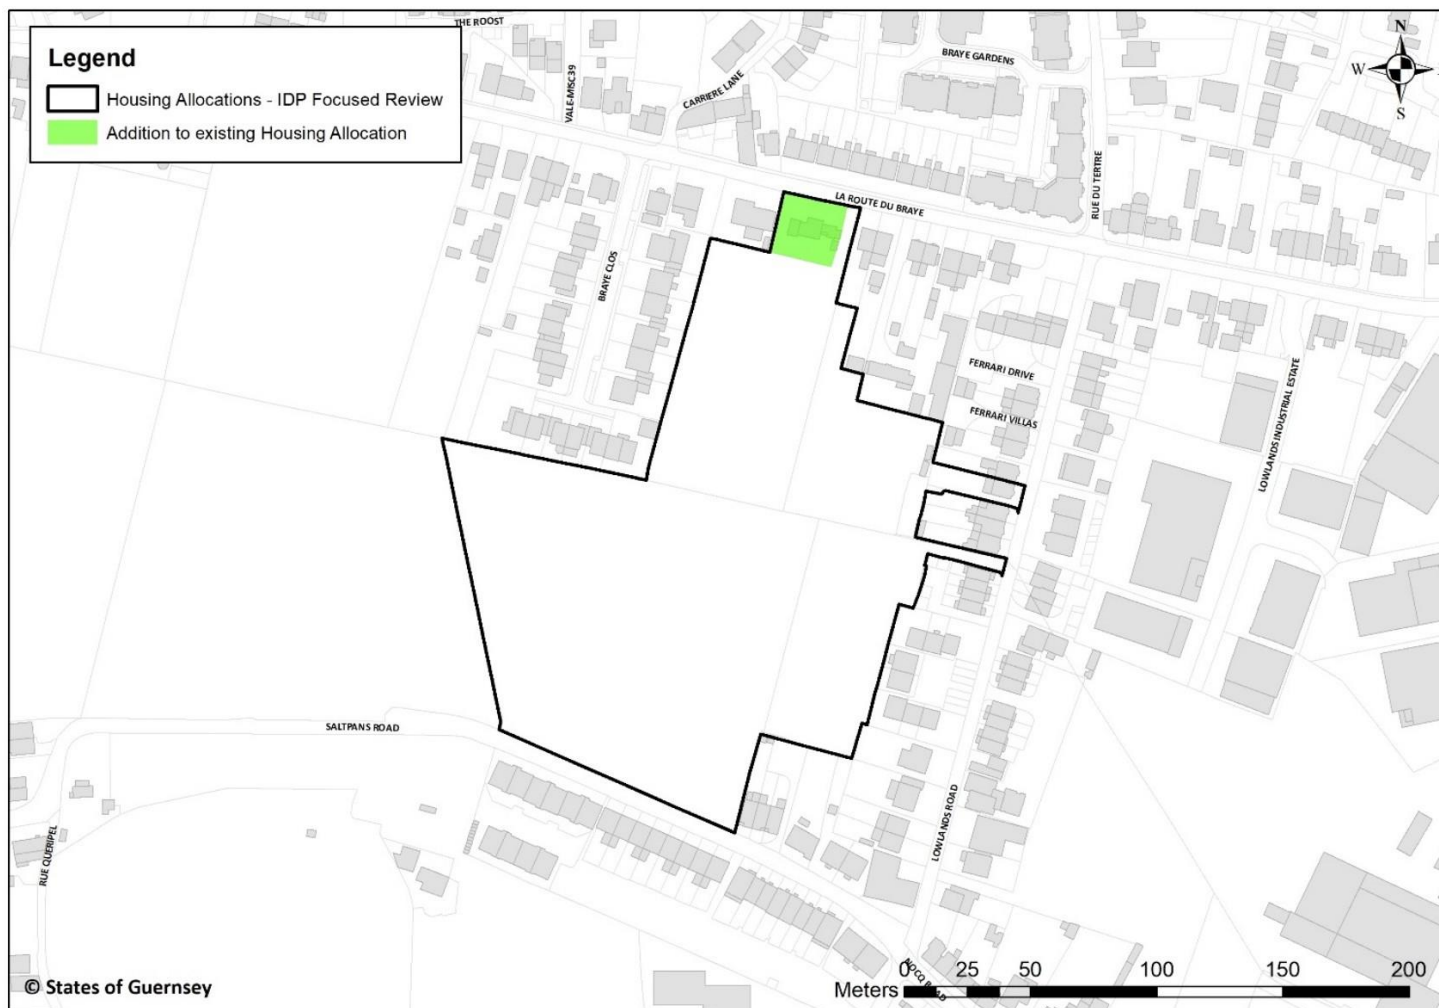 THE ROOST
Legend
Housing Allocations - IDP Focused Review
Addition to existing Housing Allocation
VALE-MISC39
CARRIERE LANE
BRAYE GARDENS
N
W
S
RUE DU TERTRE
LA ROUTE DU BRAYE
BRAYE CLOS
FERRARI DRIVE
FERRARI VILLAS
LOWLANDS INDUSTRIAL ESTATE
SALTPANS ROAD
LOWLANDS ROAD
RUE QUERIPEL
NOCQ ROAD
0 25 50 100 150 200
Meters
© States of Guernsey